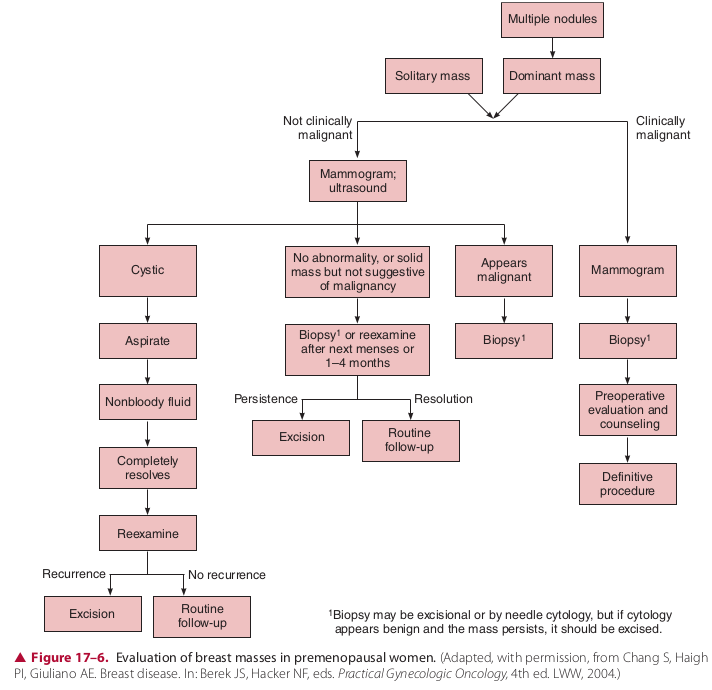 Multiple nodules
Solitary mass
Dominant mass
Not clinically
malignant
Clinically
malignant
Mammogram;
ultrasound
Cystic
No abnormality, or solid
mass but not suggestive
of malignancy
Appears
malignant
Mammogram
Aspirate
Biopsy¹ or reexamine
after next menses or
1–4 months
Biopsy¹
Biopsy¹
Nonbloody fluid
Persistence
Resolution
Preoperative
evaluation and
counseling
Excision
Routine
follow-up
Completely
resolves
Definitive
procedure
Reexamine
Recurrence
No recurrence
Excision
Routine
follow-up
¹Biopsy may be excisional or by needle cytology, but if cytology
appears benign and the mass persists, it should be excised.
▲ Figure 17–6. Evaluation of breast masses in premenopausal women. (Adapted, with permission, from Chang S, Haigh
PI, Giuliano AE. Breast disease. In: Berek JS, Hacker NF, eds. Practical Gynecologic Oncology, 4th ed. LWW, 2004.)